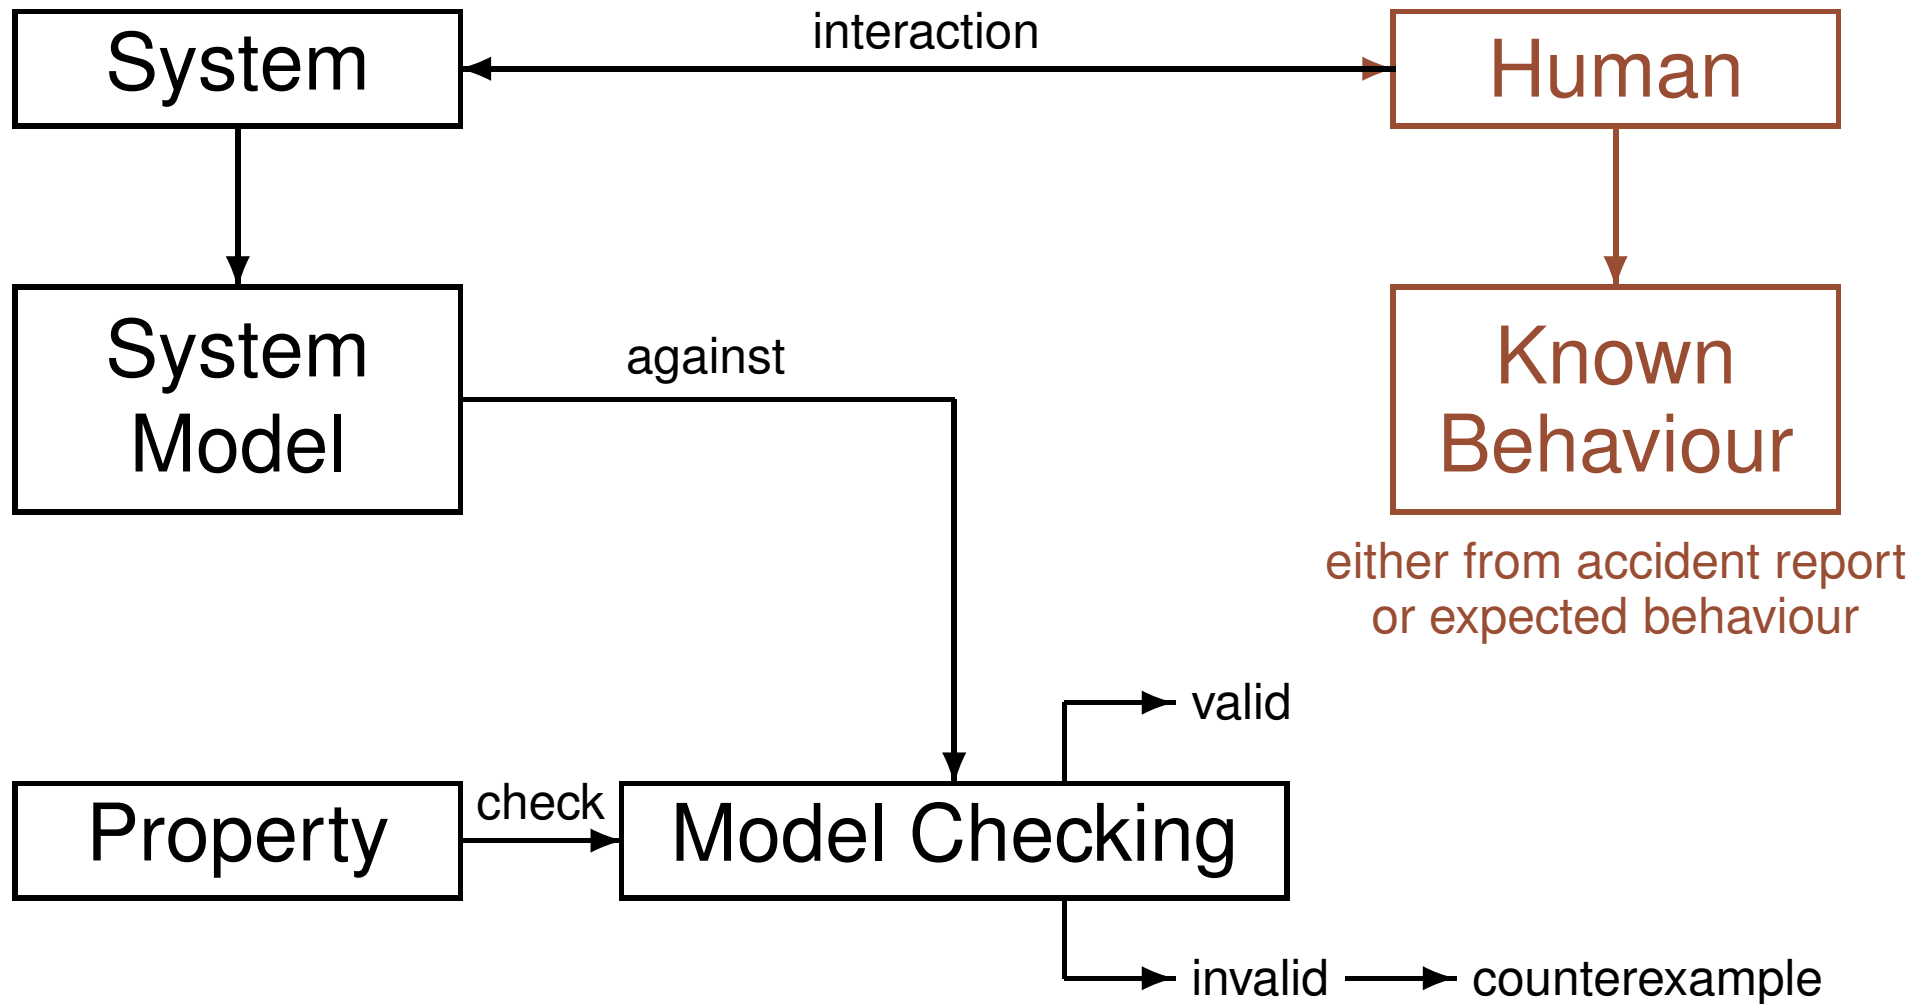 System
interaction
Human
System
Model
against
Known
Behaviour
either from accident report
or expected behaviour
valid
Property
check
Model Checking
invalid
counterexample